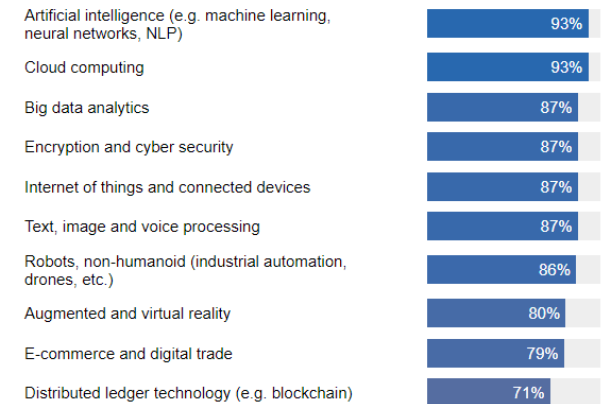 Artificial intelligence (e.g. machine learning,
neural networks, NLP)
93%
Cloud computing
93%
Big data analytics
87%
Encryption and cyber security
87%
Internet of things and connected devices
87%
Text, image and voice processing
87%
Robots, non-humanoid (industrial automation,
drones, etc.)
86%
Augmented and virtual reality
80%
E-commerce and digital trade
79%
Distributed ledger technology (e.g. blockchain)
71%